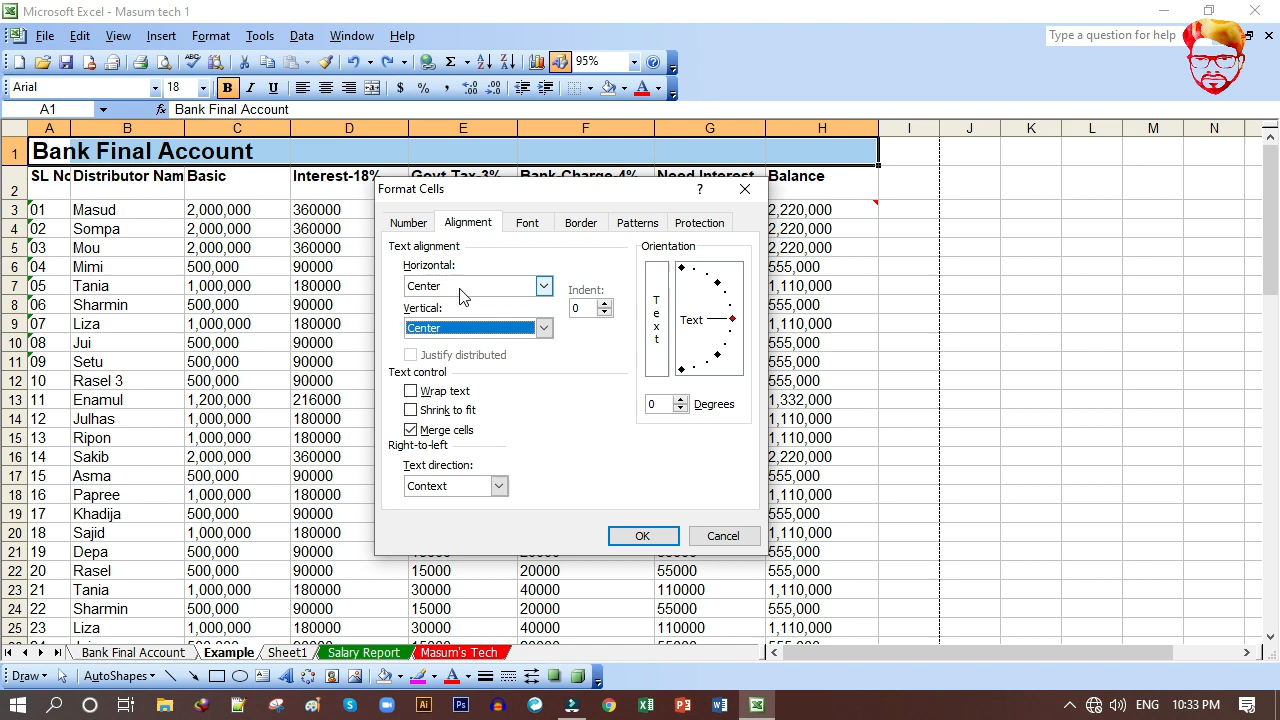 Microsoft Excel - Masum tech 1
File Edit View Insert Format Tools Data Window Help
Type a question for help
95%
Arial 18 B I U $ % ,
A1 fx Bank Final Account
A B C D E F G H I J K L M N
1 Bank Final Account
2 SL No Distributor Nam Basic Interest-18% Govt Tax-3% Bank-Charge-4% Need Interest Balance
3 01 Masud 2,000,000 360000 2,220,000
4 02 Sompa 2,000,000 360000 2,220,000
5 03 Mou 2,000,000 360000 2,220,000
6 04 Mimi 500,000 90000 555,000
7 05 Tania 1,000,000 180000 1,110,000
8 06 Sharmin 500,000 90000 555,000
9 07 Liza 1,000,000 180000 1,110,000
10 08 Jui 500,000 90000 555,000
11 09 Setu 500,000 90000 555,000
12 10 Rasel 3 500,000 90000 555,000
13 11 Enamul 1,200,000 216000 1,332,000
14 12 Julhas 1,000,000 180000 1,110,000
15 13 Ripon 1,000,000 180000 1,110,000
16 14 Sakib 2,000,000 360000 2,220,000
17 15 Asma 500,000 90000 555,000
18 16 Papree 1,000,000 180000 1,110,000
19 17 Khadija 500,000 90000 555,000
20 18 Sajid 1,000,000 180000 1,110,000
21 19 Depa 500,000 90000 555,000
22 20 Rasel 500,000 90000 15000 20000 55000 555,000
23 21 Tania 1,000,000 180000 30000 40000 110000 1,110,000
24 22 Sharmin 500,000 90000 15000 20000 55000 555,000
25 23 Liza 1,000,000 180000 30000 40000 110000 1,110,000
Format Cells ?
Number Alignment Font Border Patterns Protection
Text alignment
Horizontal:
Center
Indent:
0
Vertical:
Center
Justify distributed
Text control
Wrap text
Shrink to fit
Merge cells
Right-to-left
Text direction:
Context
Orientation
Text
Text
0 Degrees
OK Cancel
Bank Final Account Example Sheet1 Salary Report Masum's Tech
Draw AutoShapes
Ai Ps ENG 10:33 PM